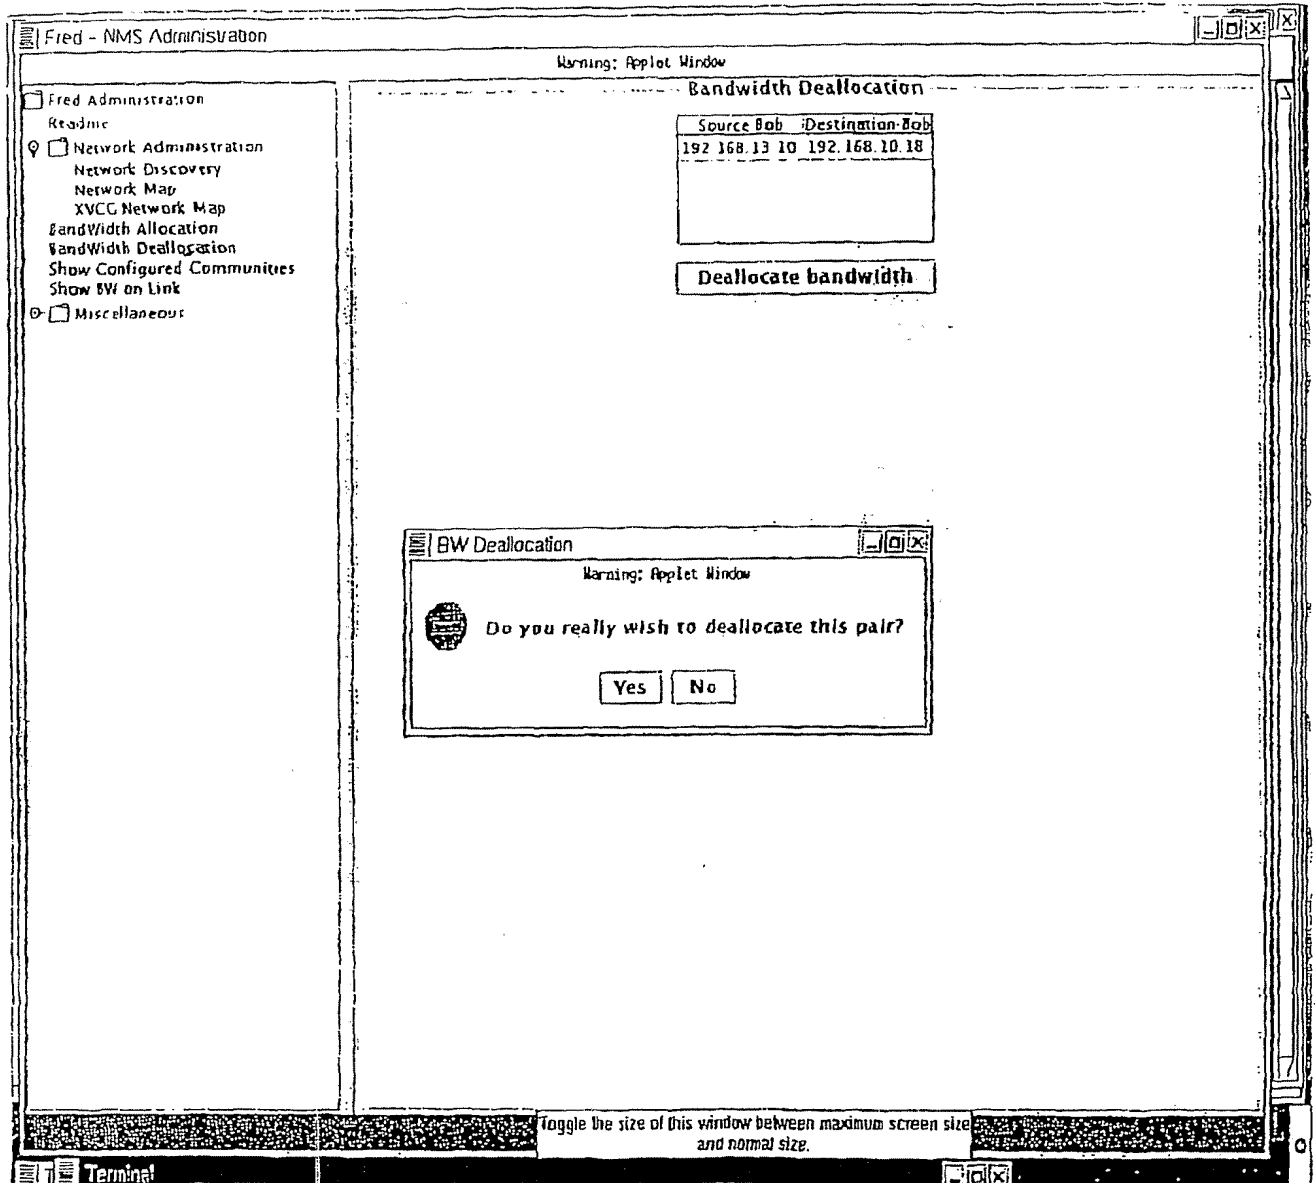 Fred - NMS Administration
Warning: Applet Window
Fred Administration
Readme
Network Administration
Network Discovery
Network Map
XVCG Network Map
BandWidth Allocation
BandWidth Deallocation
Show Configured Communities
Show BW on Link
Miscellaneous
Bandwidth Deallocation
Source Bob Destination Bob
192 168.13 10 192.168.10.18
Deallocate bandwidth
BW Deallocation
Warning: Applet Window
Do you really wish to deallocate this pair?
Yes No
Toggle the size of this window between maximum screen size
and normal size.
Terminal